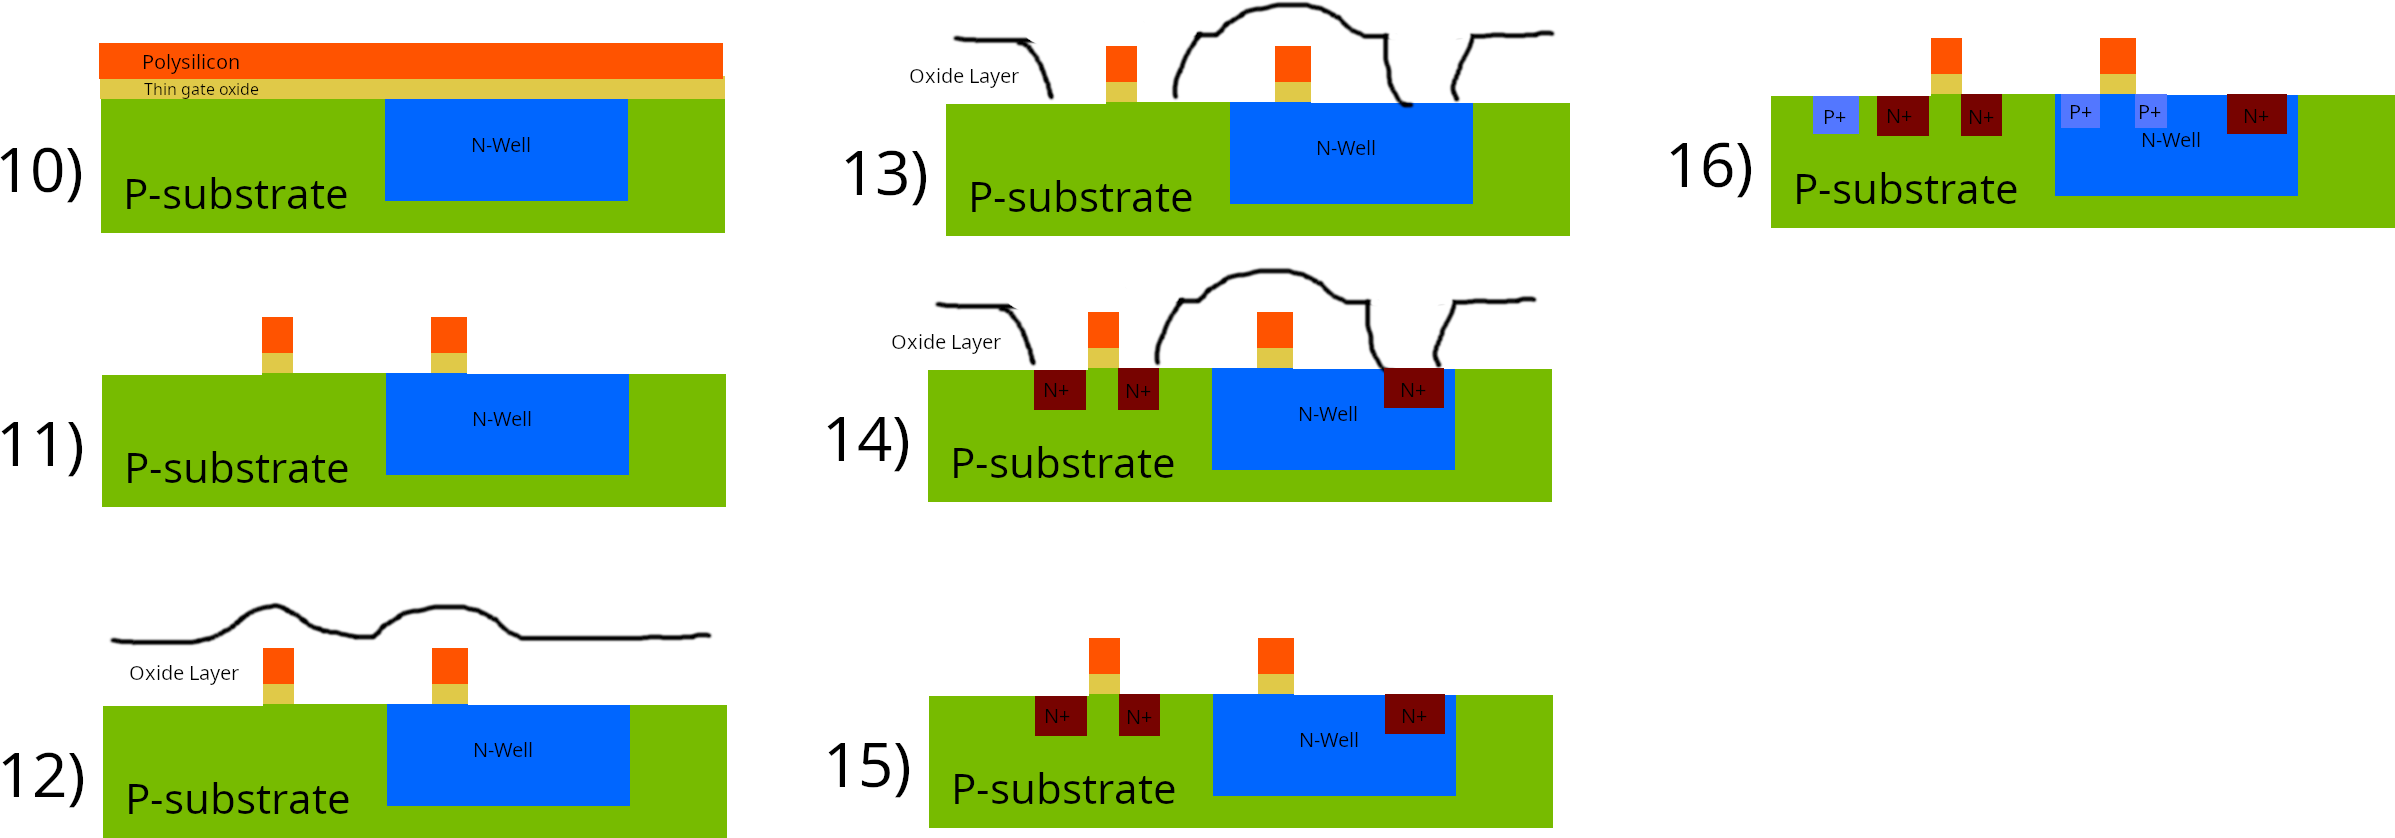 Polysilicon
Thin gate oxide
N-Well
10)
P-substrate
N-Well
11)
P-substrate
Oxide Layer
N-Well
12)
P-substrate
Oxide Layer
N-Well
13)
P-substrate
Oxide Layer
N+ N+ N+
N-Well
14)
P-substrate
N+ N+ N+
N-Well
15)
P-substrate
P+ N+ N+ P+ P+ N+
N-Well
16)
P-substrate